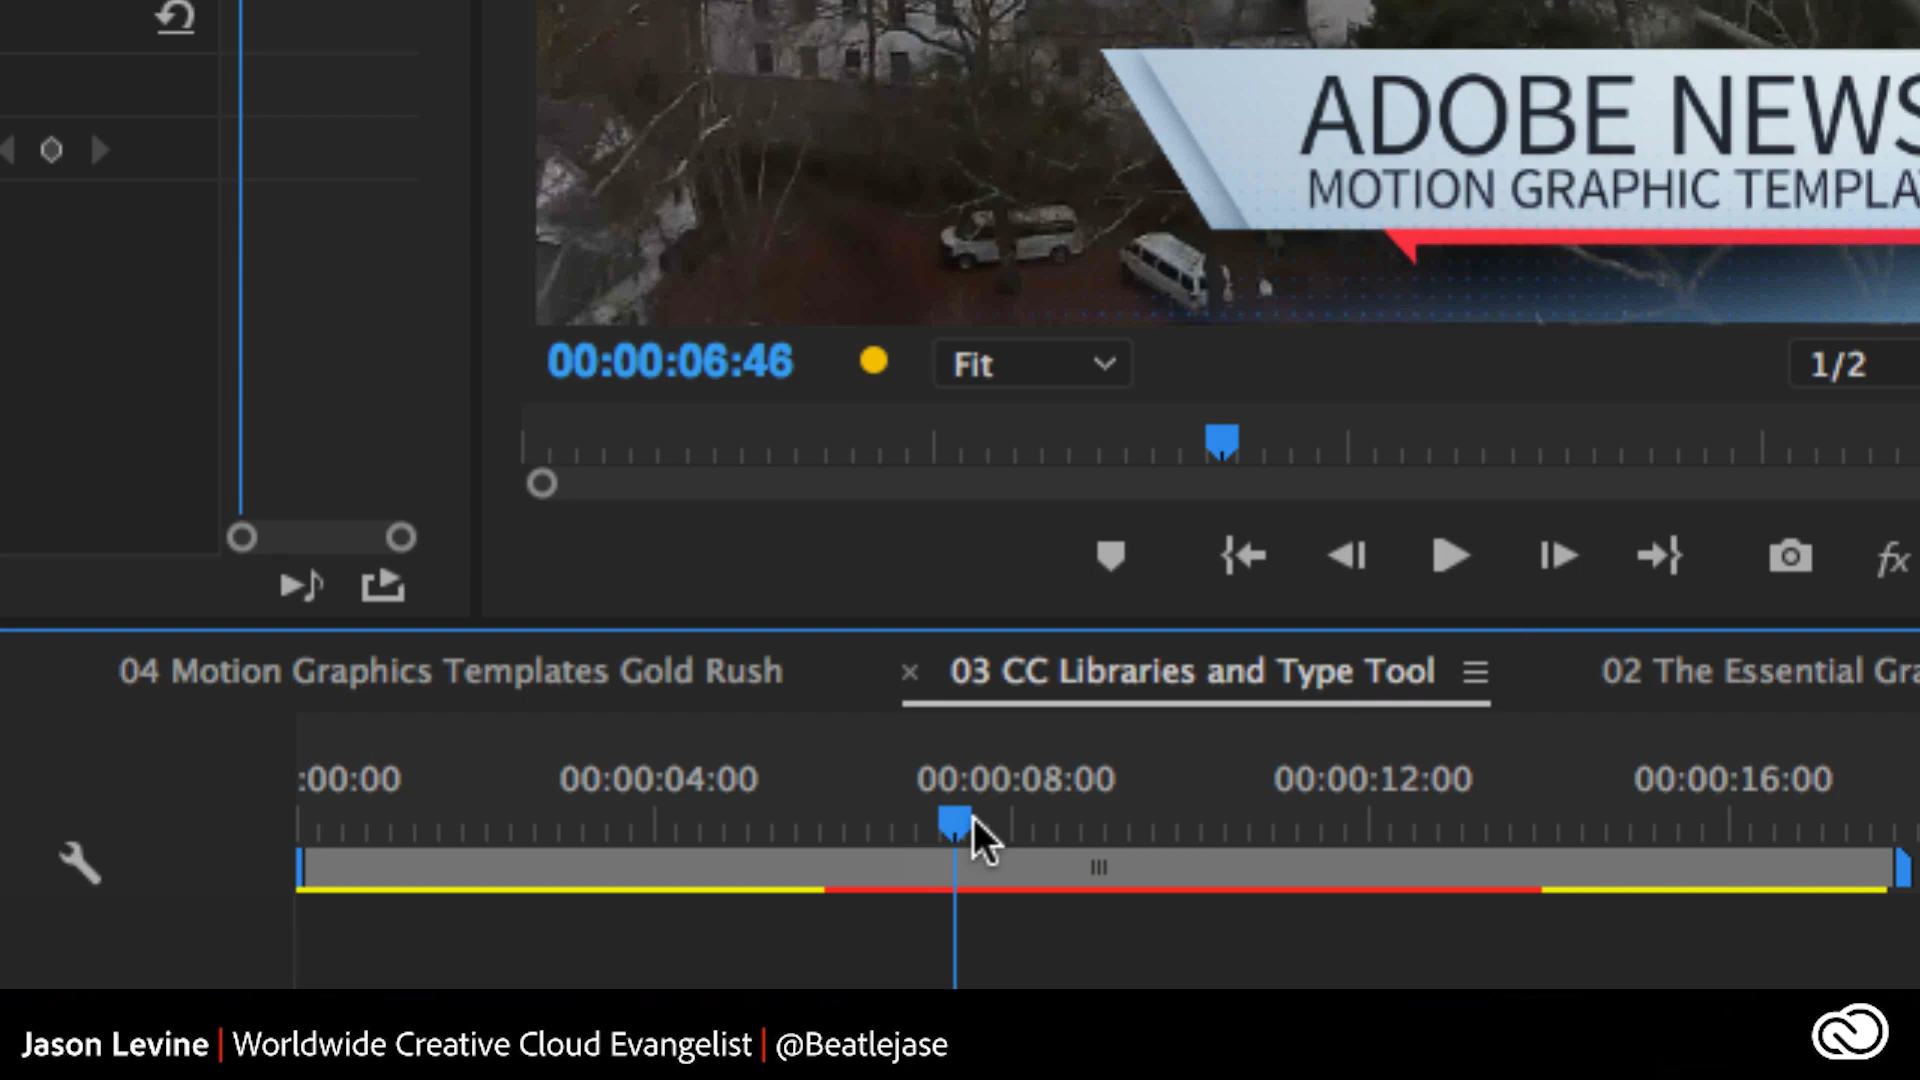 ADOBE NEWS
MOTION GRAPHIC TEMPLA
00:00:06:46
Fit
1/2
fx
04 Motion Graphics Templates Gold Rush
× 03 CC Libraries and Type Tool
02 The Essential Gra
:00:00 00:00:04:00 00:00:08:00 00:00:12:00 00:00:16:00
Jason Levine | Worldwide Creative Cloud Evangelist | @Beatlejase